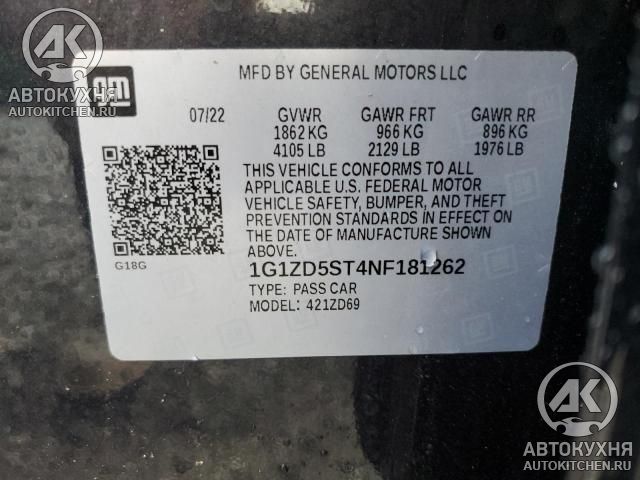 AK
АВТОКУХНЯ
AUTOKITCHEN.RU
gm
MFD BY GENERAL MOTORS LLC
07/22 GVWR GAWR FRT GAWR RR
1862 KG 966 KG 896 KG
4105 LB 2129 LB 1976 LB
THIS VEHICLE CONFORMS TO ALL
APPLICABLE U.S. FEDERAL MOTOR
VEHICLE SAFETY, BUMPER, AND THEFT
PREVENTION STANDARDS IN EFFECT ON
THE DATE OF MANUFACTURE SHOWN
ABOVE.
G18G
1G1ZD5ST4NF181262
TYPE: PASS CAR
MODEL: 421ZD69
AK
АВТОКУХНЯ
AUTOKITCHEN.RU